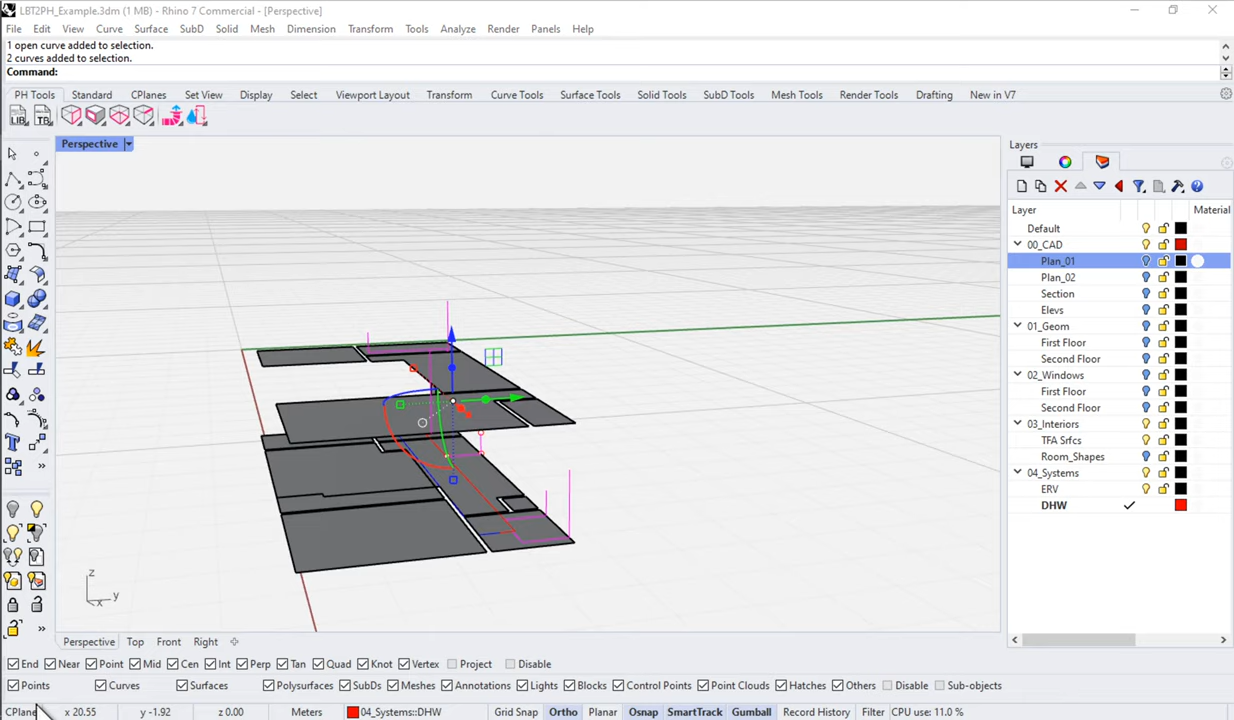 LBT2PH_Example.3dm (1 MB) - Rhino 7 Commercial - [Perspective]
File Edit View Curve Surface SubD Solid Mesh Dimension Transform Tools Analyze Render Panels Help
1 open curve added to selection.
2 curves added to selection.
Command:
PH Tools Standard CPlanes Set View Display Select Viewport Layout Transform Curve Tools Surface Tools Solid Tools SubD Tools Mesh Tools Render Tools Drafting New in V7
LIB TB
Perspective
Layers
Layer Material
Default
00_CAD
Plan_01
Plan_02
Section
Elevs
01_Geom
First Floor
Second Floor
02_Windows
First Floor
Second Floor
03_Interiors
TFA Srfcs
Room_Shapes
04_Systems
ERV
DHW
z
y
x
Perspective Top Front Right
End Near Point Mid Cen Int Perp Tan Quad Knot Vertex Project Disable
Points Curves Surfaces Polysurfaces SubDs Meshes Annotations Lights Blocks Control Points Point Clouds Hatches Others Disable Sub-objects
CPlane x 20.55 y -1.92 z 0.00 Meters 04_Systems::DHW Grid Snap Ortho Planar Osnap SmartTrack Gumball Record History Filter CPU use: 11.0 %